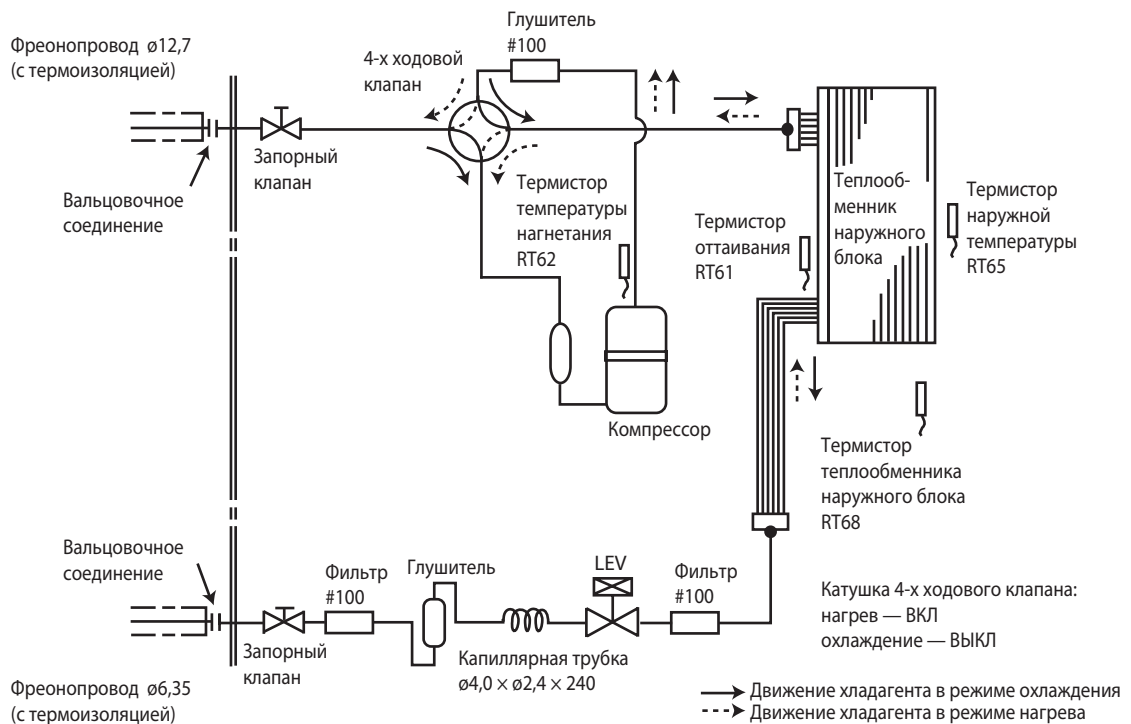 Фреонопровод ø12,7
(с термоизоляцией)
4-х ходовой
клапан
Глушитель
#100
Запорный
клапан
Вальцовочное
соединение
Термистор
температуры
нагнетания
RT62
Термистор
оттаивания
RT61
Теплооб-
менник
наружного
блока
Термистор
наружной
температуры
RT65
Компрессор
Термистор
теплообменника
наружного блока
RT68
Вальцовочное
соединение
Фильтр
#100
Глушитель
LEV
Фильтр
#100
Катушка 4-х ходового клапана:
нагрев — ВКЛ
охлаждение — ВЫКЛ
Запорный
клапан
Капиллярная трубка
ø4,0 × ø2,4 × 240
Фреонопровод ø6,35
(с термоизоляцией)
Движение хладагента в режиме охлаждения
Движение хладагента в режиме нагрева